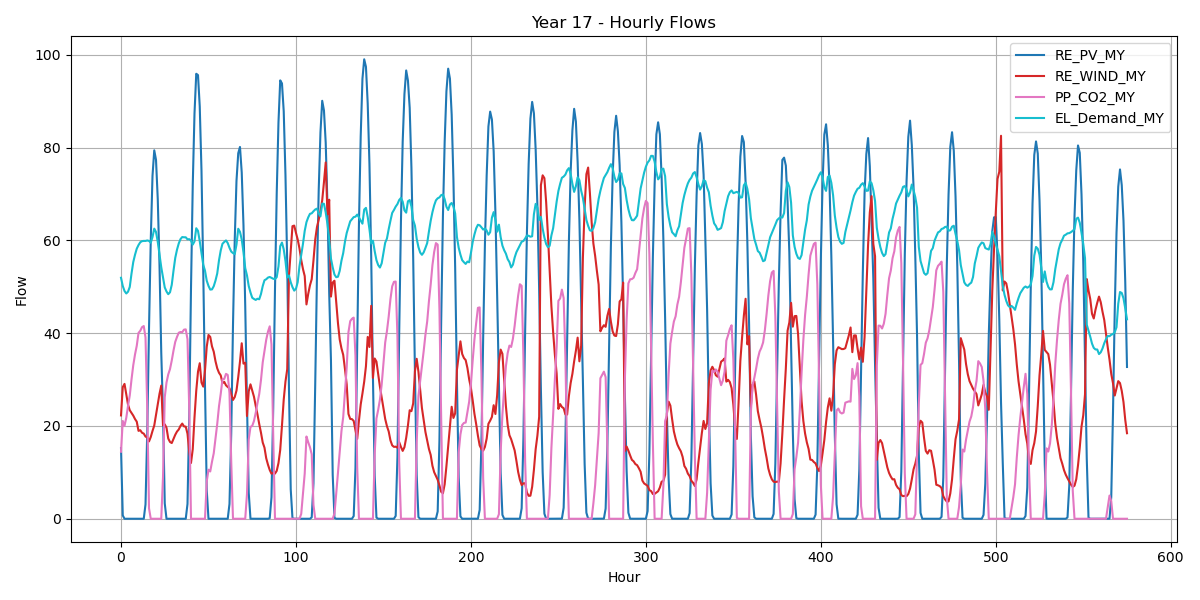 Year 17 - Hourly Flows
RE_PV_MY
RE_WIND_MY
PP_CO2_MY
EL_Demand_MY
Flow
100
80
60
40
20
0
0 100 200 300 400 500 600
Hour